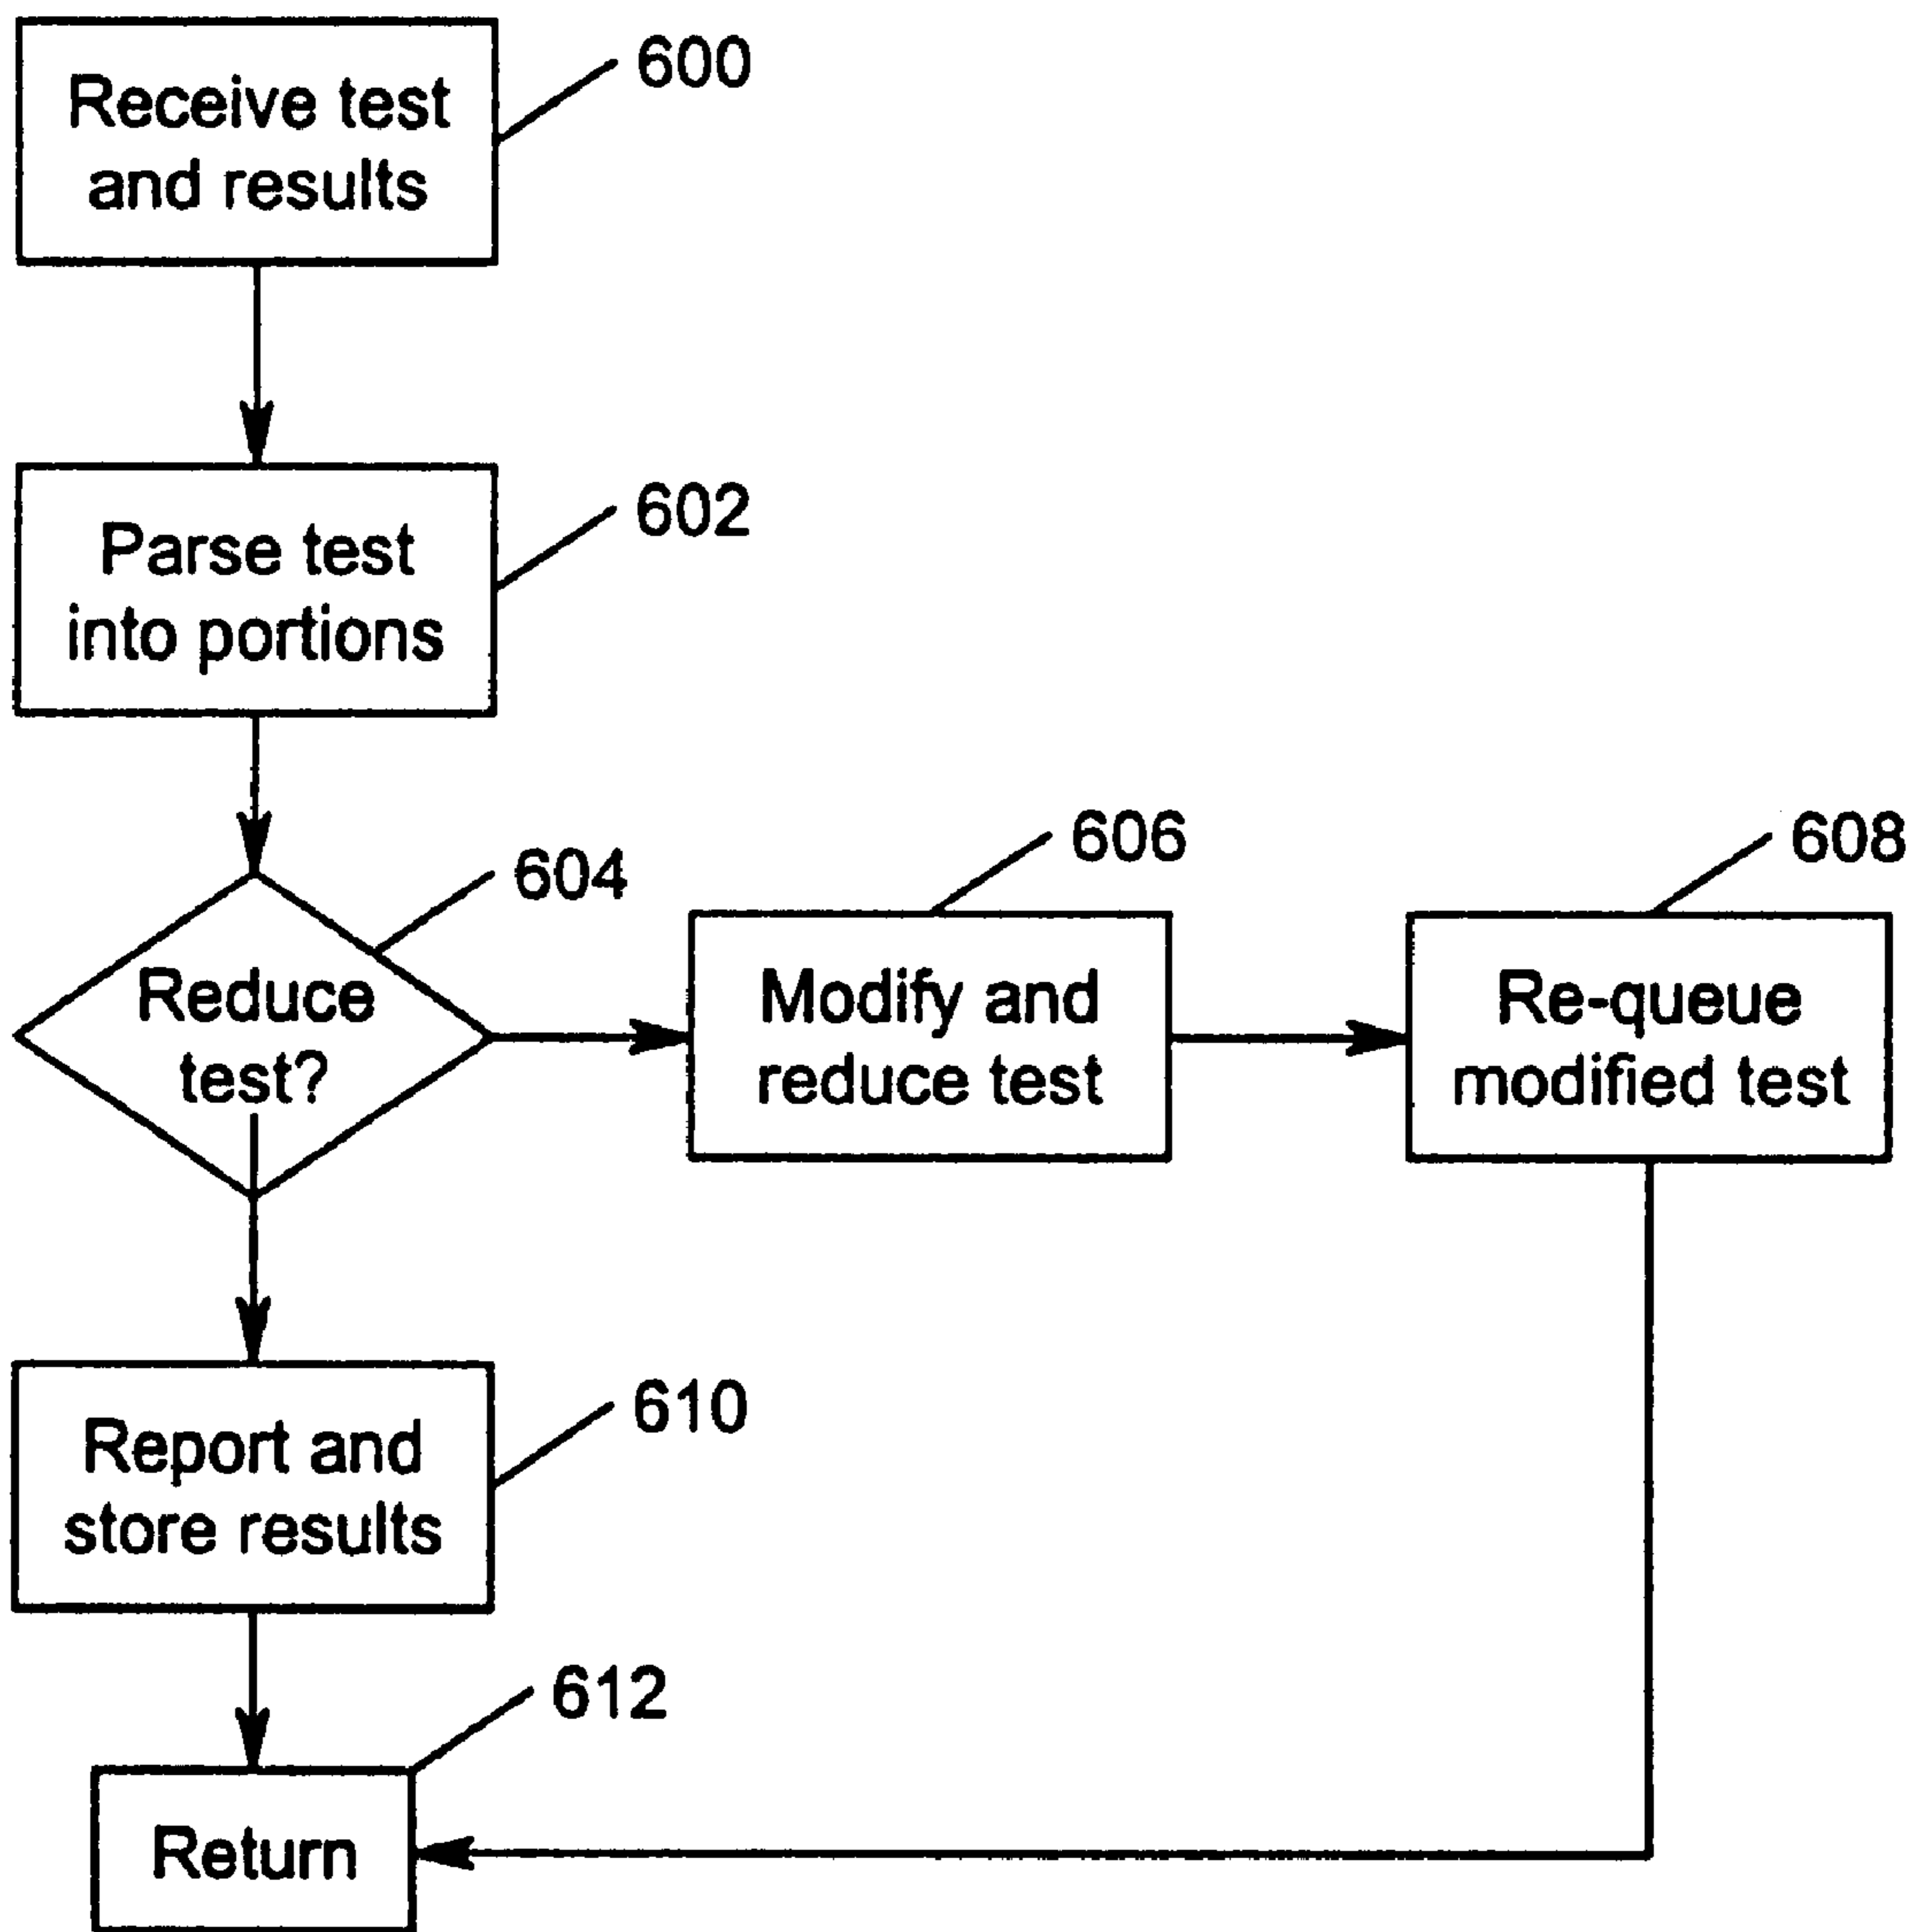 Receive test
and results
600
Parse test
into portions
602
604
Reduce
test?
606
Modify and
reduce test
608
Re-queue
modified test
610
Report and
store results
612
Return